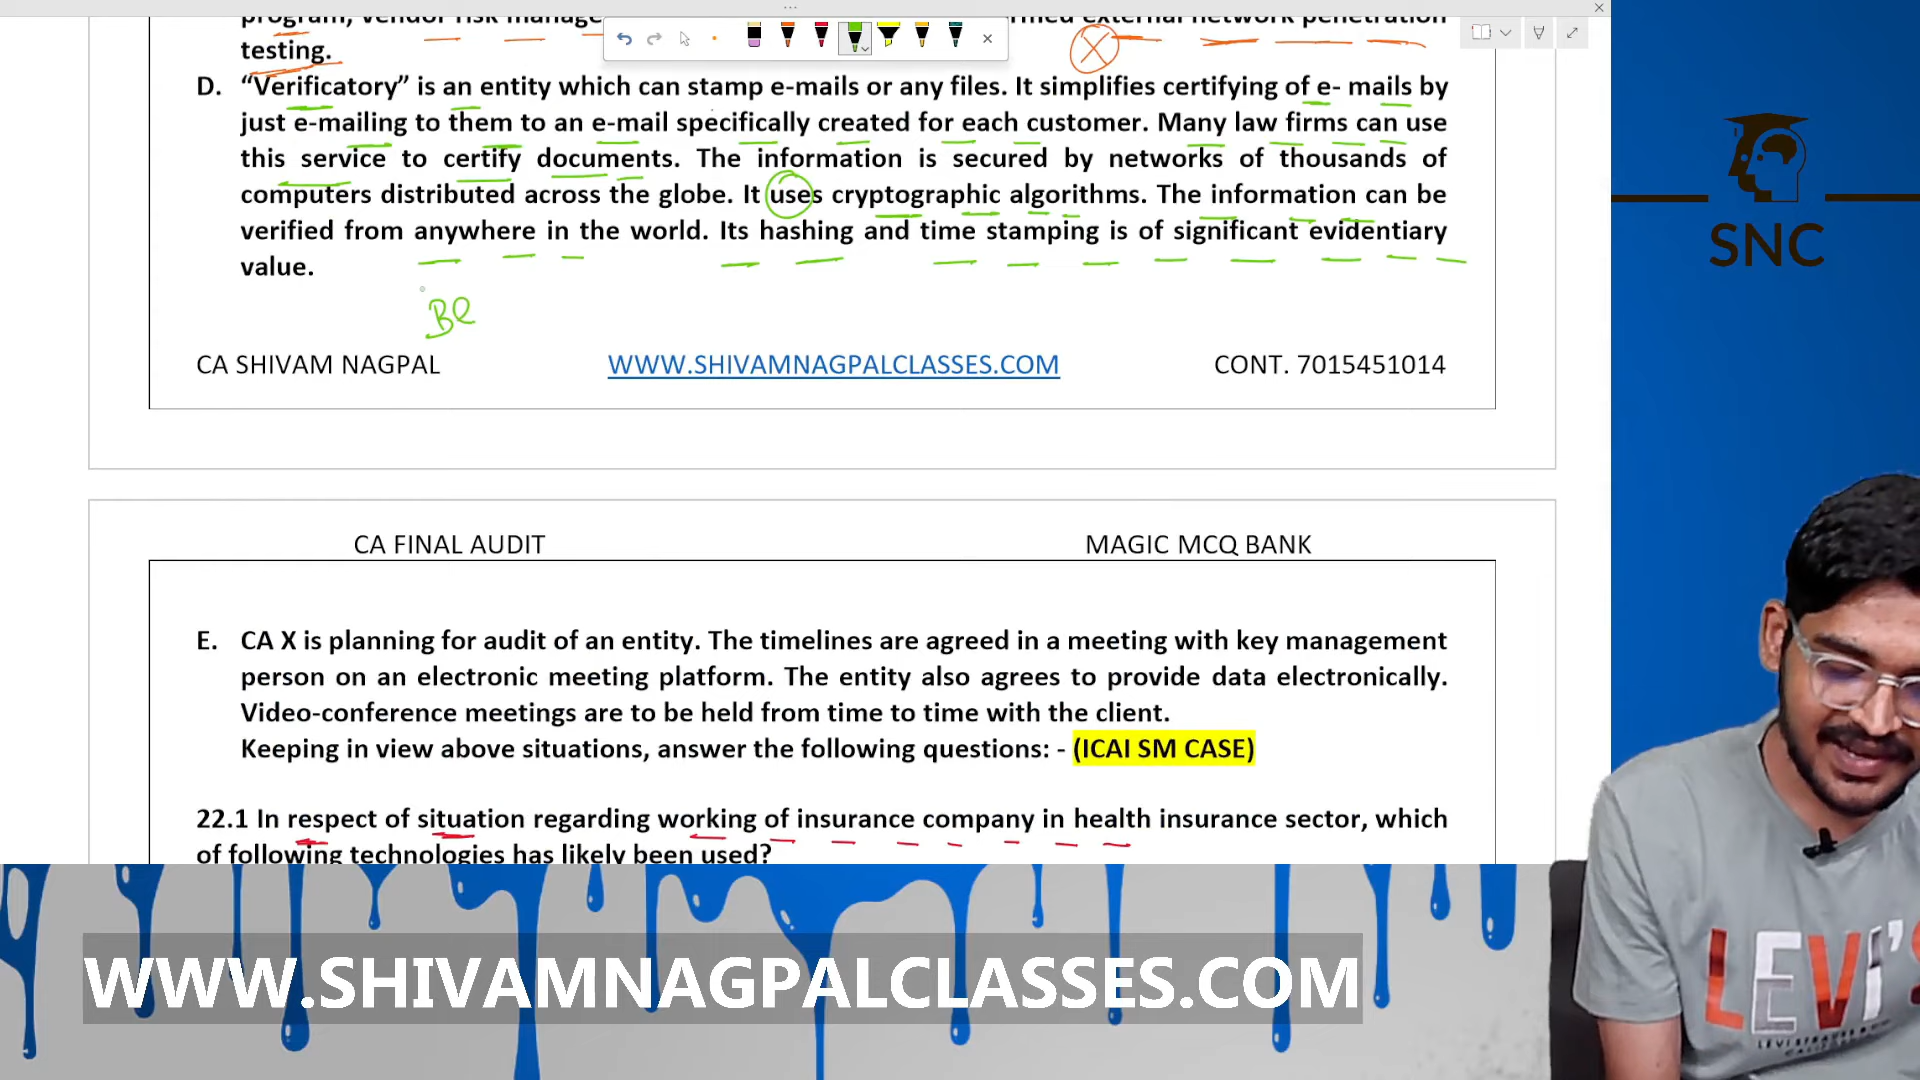 testing.
D. “Verificatory” is an entity which can stamp e-mails or any files. It simplifies certifying of e- mails by
just e-mailing to them to an e-mail specifically created for each customer. Many law firms can use
this service to certify documents. The information is secured by networks of thousands of
computers distributed across the globe. It uses cryptographic algorithms. The information can be
verified from anywhere in the world. Its hashing and time stamping is of significant evidentiary
value.
CA SHIVAM NAGPAL WWW.SHIVAMNAGPALCLASSES.COM CONT. 7015451014
CA FINAL AUDIT MAGIC MCQ BANK
E. CA X is planning for audit of an entity. The timelines are agreed in a meeting with key management
person on an electronic meeting platform. The entity also agrees to provide data electronically.
Video-conference meetings are to be held from time to time with the client.
Keeping in view above situations, answer the following questions: - (ICAI SM CASE)
22.1 In respect of situation regarding working of insurance company in health insurance sector, which
of following technologies has likely been used?
SNC
LEVI'S
WWW.SHIVAMNAGPALCLASSES.COM